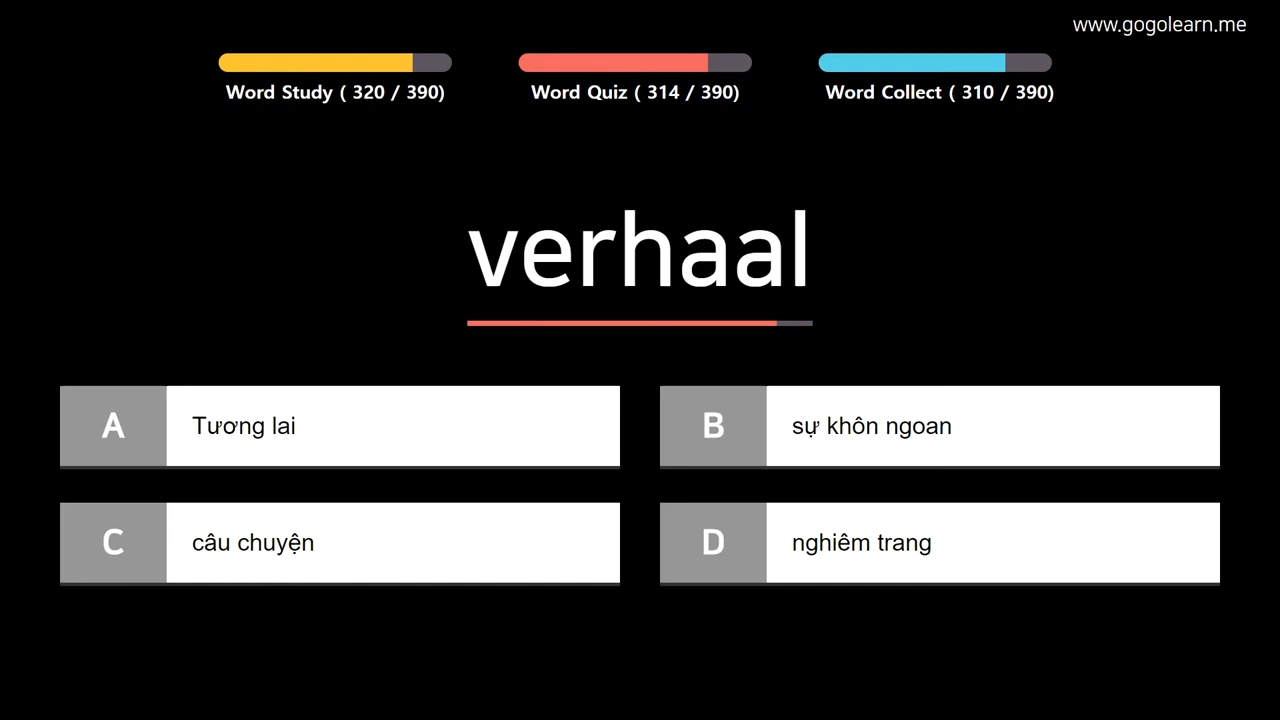 www.gogolearn.me
Word Study ( 320 / 390)
Word Quiz ( 314 / 390)
Word Collect ( 310 / 390)
verhaal
A
Tương lai
B
sự khôn ngoan
C
câu chuyện
D
nghiêm trang